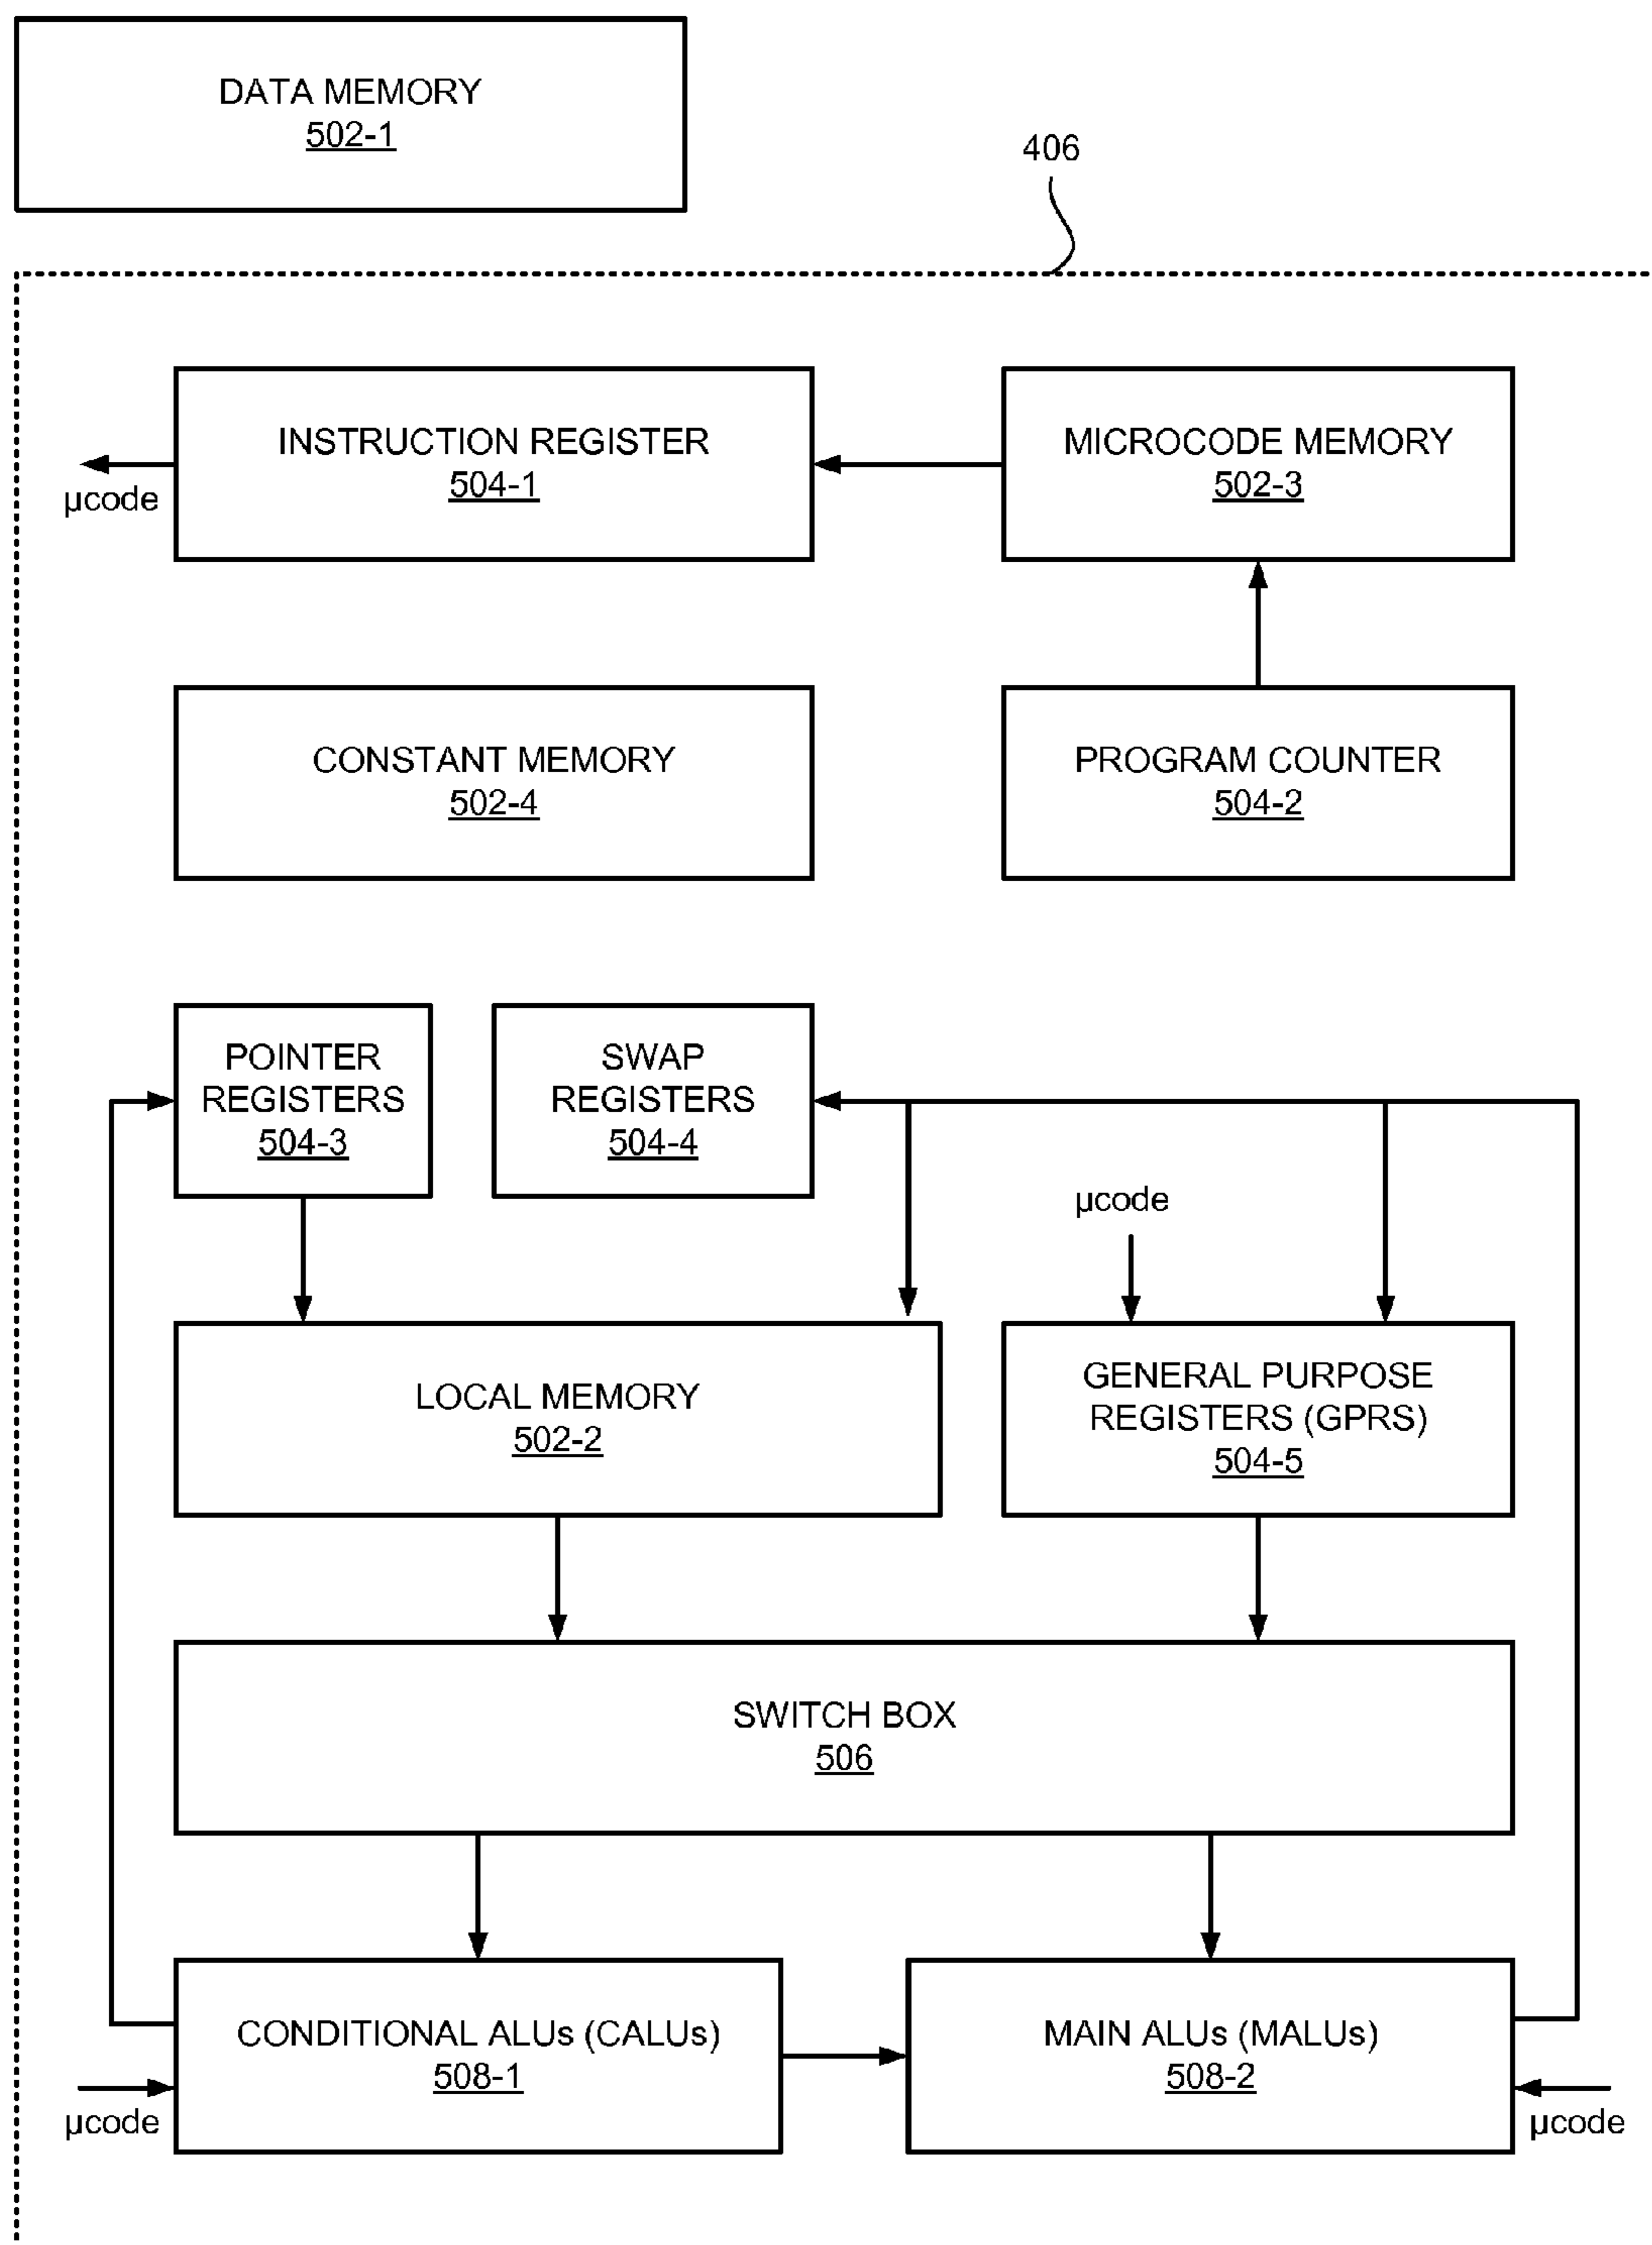 DATA MEMORY
502-1
406
INSTRUCTION REGISTER
504-1
µcode
MICROCODE MEMORY
502-3
CONSTANT MEMORY
502-4
PROGRAM COUNTER
504-2
POINTER
REGISTERS
504-3
SWAP
REGISTERS
504-4
µcode
LOCAL MEMORY
502-2
GENERAL PURPOSE
REGISTERS (GPRS)
504-5
SWITCH BOX
506
CONDITIONAL ALUs (CALUs)
508-1
µcode
MAIN ALUs (MALUs)
508-2
µcode